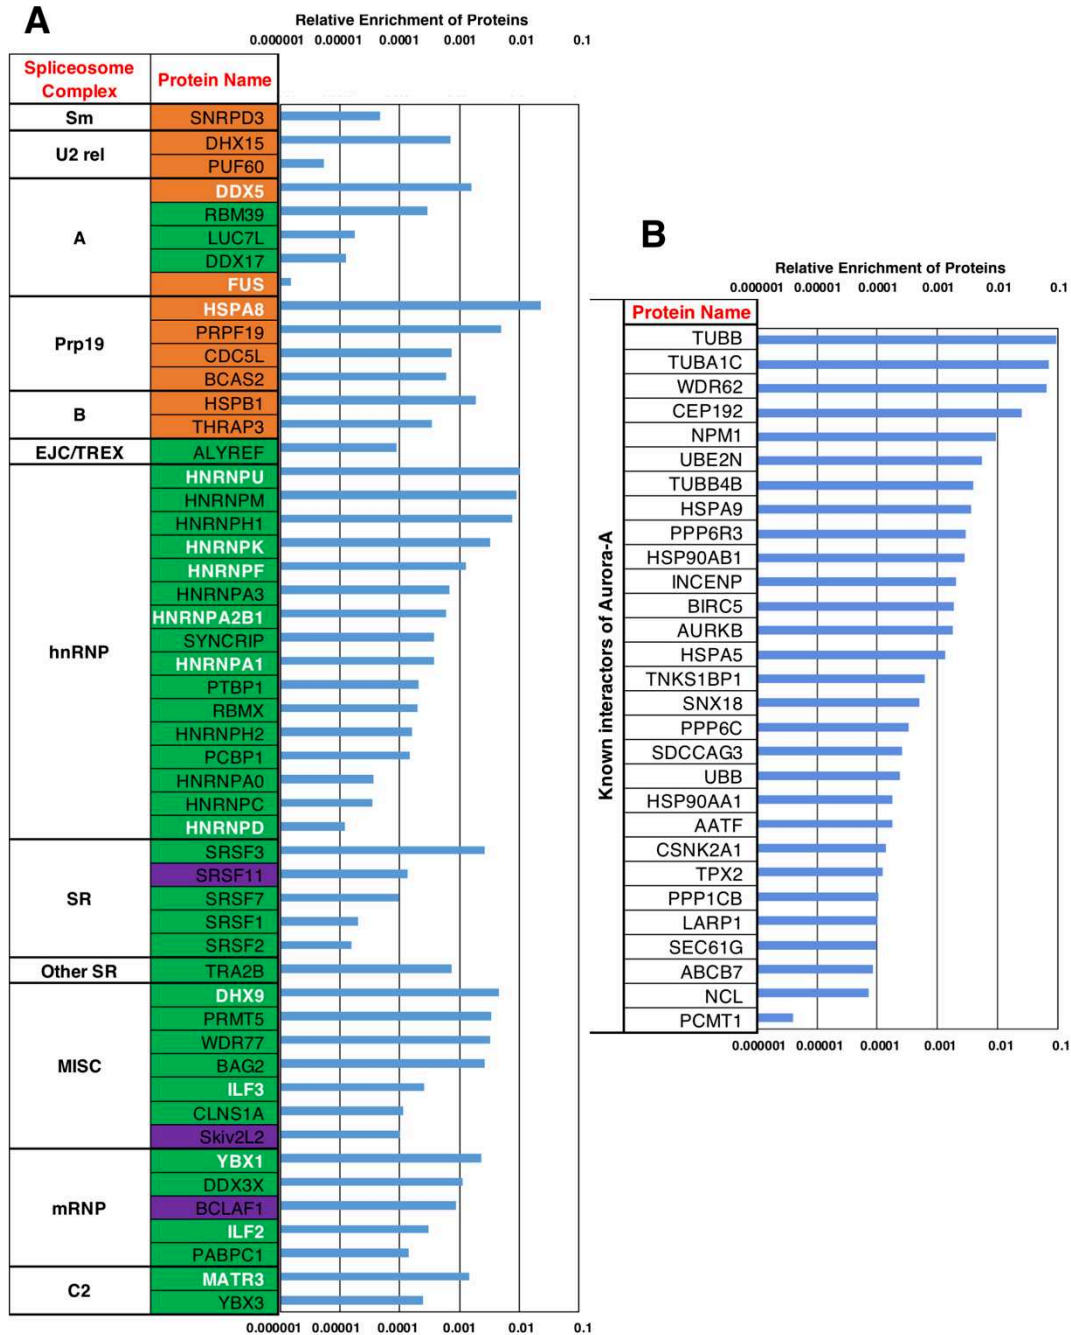 A
Relative Enrichment of Proteins
0.000001 0.00001 0.0001 0.001 0.01 0.1
Spliceosome
Complex
Protein Name
Sm
SNRPD3
U2 rel
DHX15
PUF60
A
DDX5
RBM39
LUC7L
DDX17
FUS
Prp19
HSPA8
PRPF19
CDC5L
BCAS2
B
HSPB1
THRAP3
EJC/TREX
ALYREF
hnRNP
HNRNPU
HNRNPM
HNRNPH1
HNRNPK
HNRNPF
HNRNPA3
HNRNPA2B1
SYNCRIP
HNRNPA1
PTBP1
RBMX
HNRNPH2
PCBP1
HNRNPA0
HNRNPC
HNRNPD
SR
SRSF3
SRSF11
SRSF7
SRSF1
SRSF2
Other SR
TRA2B
MISC
DHX9
PRMT5
WDR77
BAG2
ILF3
CLNS1A
Skiv2L2
mRNP
YBX1
DDX3X
BCLAF1
ILF2
PABPC1
C2
MATR3
YBX3
0.000001 0.00001 0.0001 0.001 0.01 0.1
B
Relative Enrichment of Proteins
0.000001 0.00001 0.0001 0.001 0.01 0.1
Protein Name
Known interactors of Aurora-A
TUBB
TUBA1C
WDR62
CEP192
NPM1
UBE2N
TUBB4B
HSPA9
PPP6R3
HSP90AB1
INCENP
BIRC5
AURKB
HSPA5
TNKS1BP1
SNX18
PPP6C
SDCCAG3
UBB
HSP90AA1
AATF
CSNK2A1
TPX2
PPP1CB
LARP1
SEC61G
ABCB7
NCL
PCMT1
0.000001 0.00001 0.0001 0.001 0.01 0.1